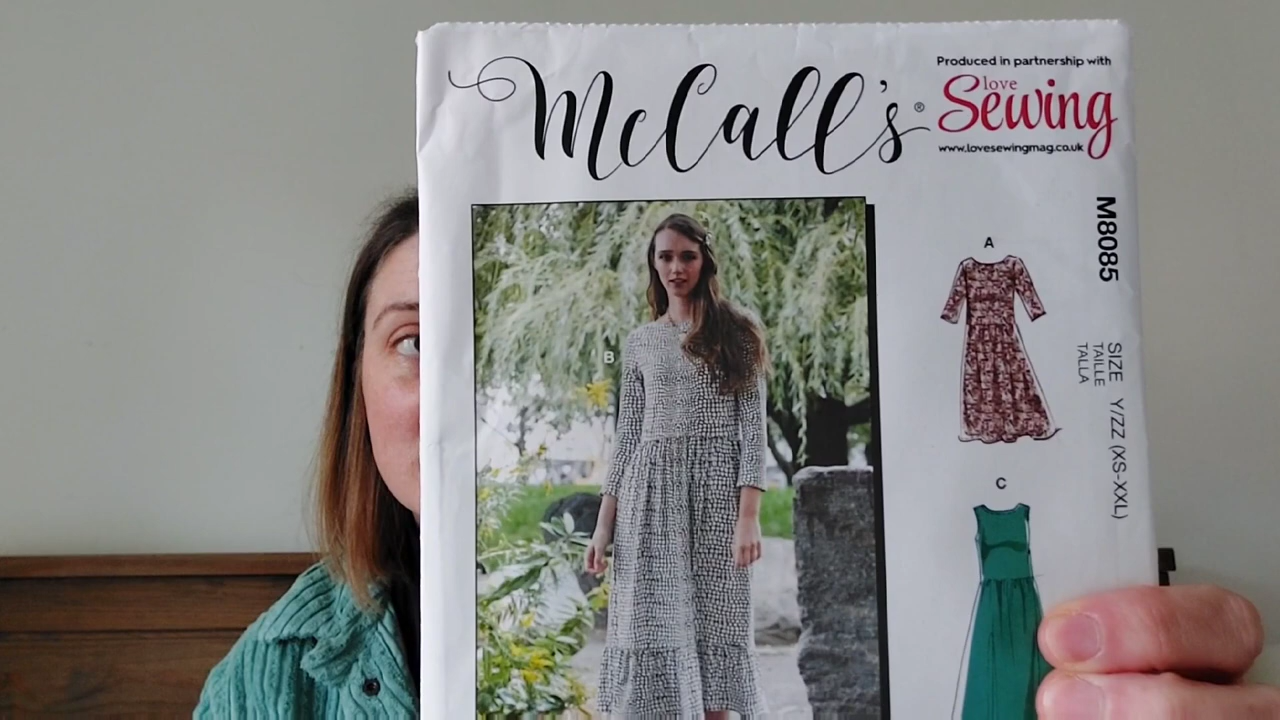 McCall's®
Produced in partnership with
love
Sewing
www.lovesewingmag.co.uk
M8085
SIZE Y/ZZ (XS-XXL)
TAILLE
TALLA
A
B
C